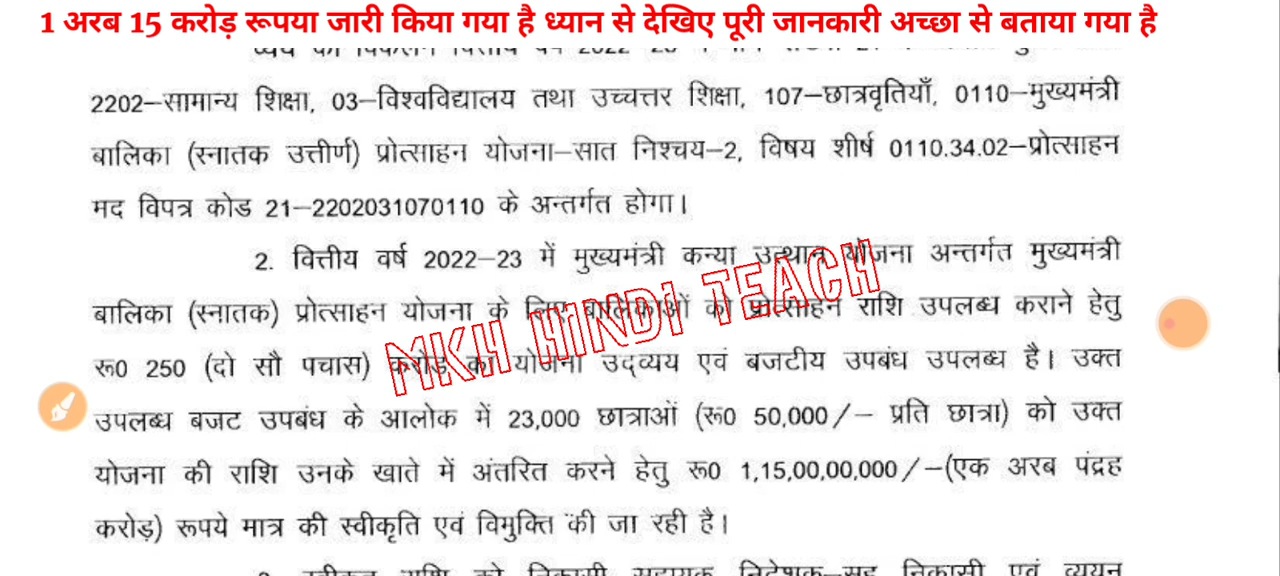 1 अरब 15 करोड़ रूपया जारी किया गया है ध्यान से देखिए पूरी जानकारी अच्छा से बताया गया है
2202–सामान्य शिक्षा, 03–विश्वविद्यालय तथा उच्चत्तर शिक्षा, 107–छात्रवृतियाँ, 0110–मुख्यमंत्री
बालिका (स्नातक उत्तीर्ण) प्रोत्साहन योजना–सात निश्चय–2, विषय शीर्ष 0110.34.02–प्रोत्साहन
मद विपत्र कोड 21–2202031070110 के अन्तर्गत होगा।
2. वित्तीय वर्ष 2022–23 में मुख्यमंत्री कन्या उत्थान योजना अन्तर्गत मुख्यमंत्री
बालिका (स्नातक) प्रोत्साहन योजना के लिए बालिकाओं को प्रोत्साहन राशि उपलब्ध कराने हेतु
रू0 250 (दो सौ पचास) करोड़ का योजना उद्व्यय एवं बजटीय उपबंध उपलब्ध है। उक्त
उपलब्ध बजट उपबंध के आलोक में 23,000 छात्राओं (रू0 50,000/– प्रति छात्रा) को उक्त
योजना की राशि उनके खाते में अंतरित करने हेतु रू0 1,15,00,00,000/–(एक अरब पंद्रह
करोड़) रूपये मात्र की स्वीकृति एवं विमुक्ति की जा रही है।
MKH HINDI TEACH